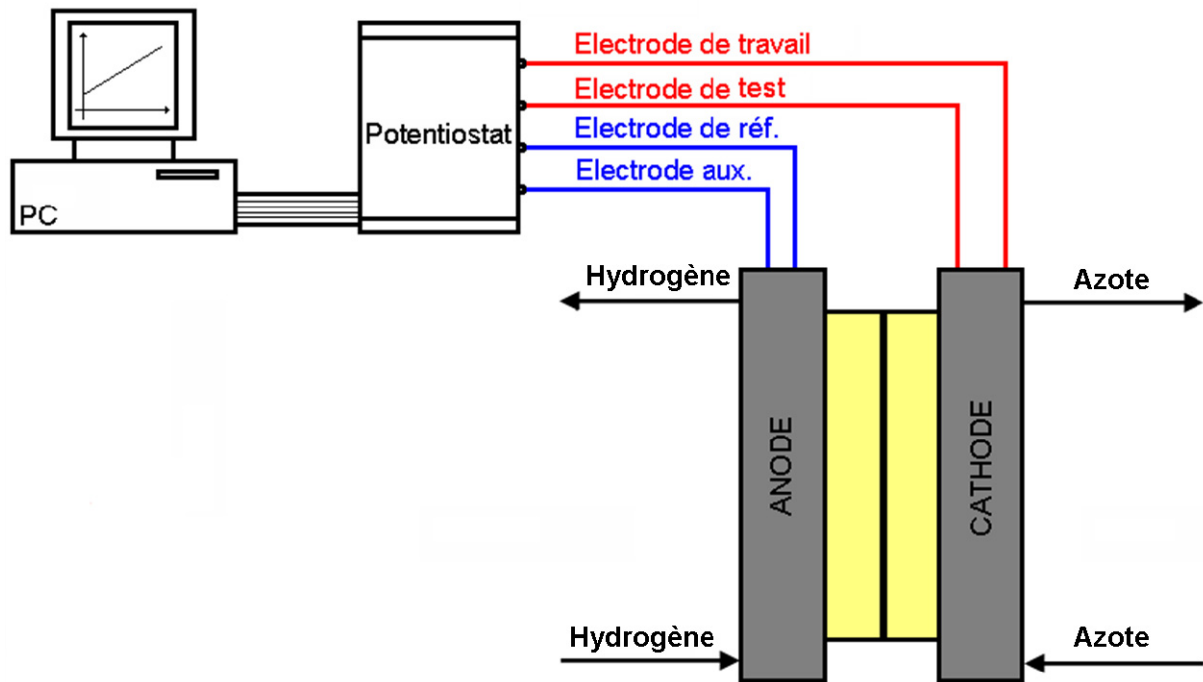 Electrode de travail
Electrode de test
Electrode de réf.
Electrode aux.
Potentiostat
PC
Hydrogène
Azote
ANODE
CATHODE
Hydrogène
Azote